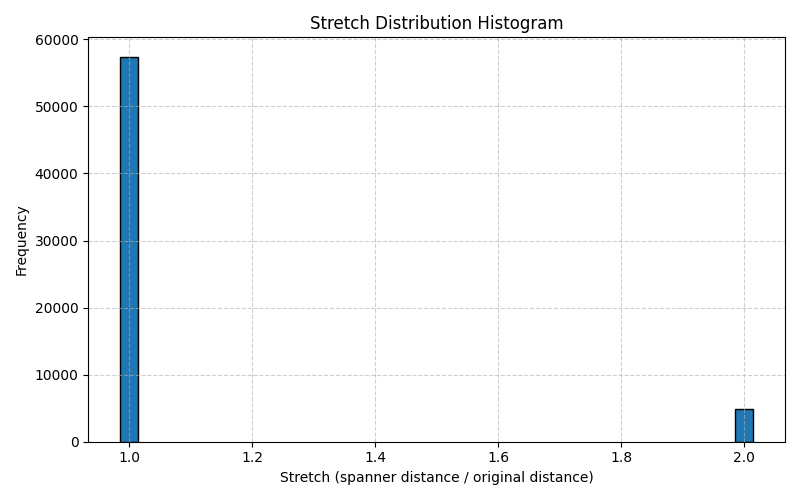 Stretch Distribution Histogram
Frequency
60000
50000
40000
30000
20000
10000
0
1.0 1.2 1.4 1.6 1.8 2.0
Stretch (spanner distance / original distance)